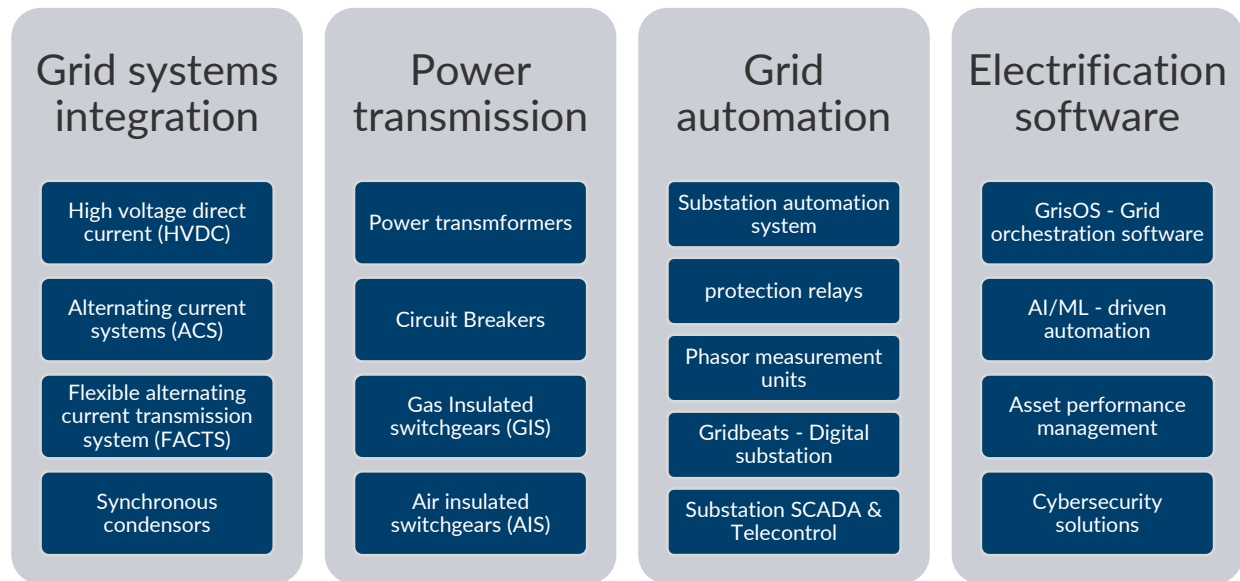 Grid systems
integration
High voltage direct
current (HVDC)
Alternating current
systems (ACS)
Flexible alternating
current transmission
system (FACTS)
Synchronous
condensors
Power
transmission
Power transmformers
Circuit Breakers
Gas Insulated
switchgears (GIS)
Air insulated
switchgears (AIS)
Grid
automation
Substation automation
system
protection relays
Phasor measurement
units
Gridbeats - Digital
substation
Substation SCADA &
Telecontrol
Electrification
software
GrisOS - Grid
orchestration software
AI/ML - driven
automation
Asset performance
management
Cybersecurity
solutions